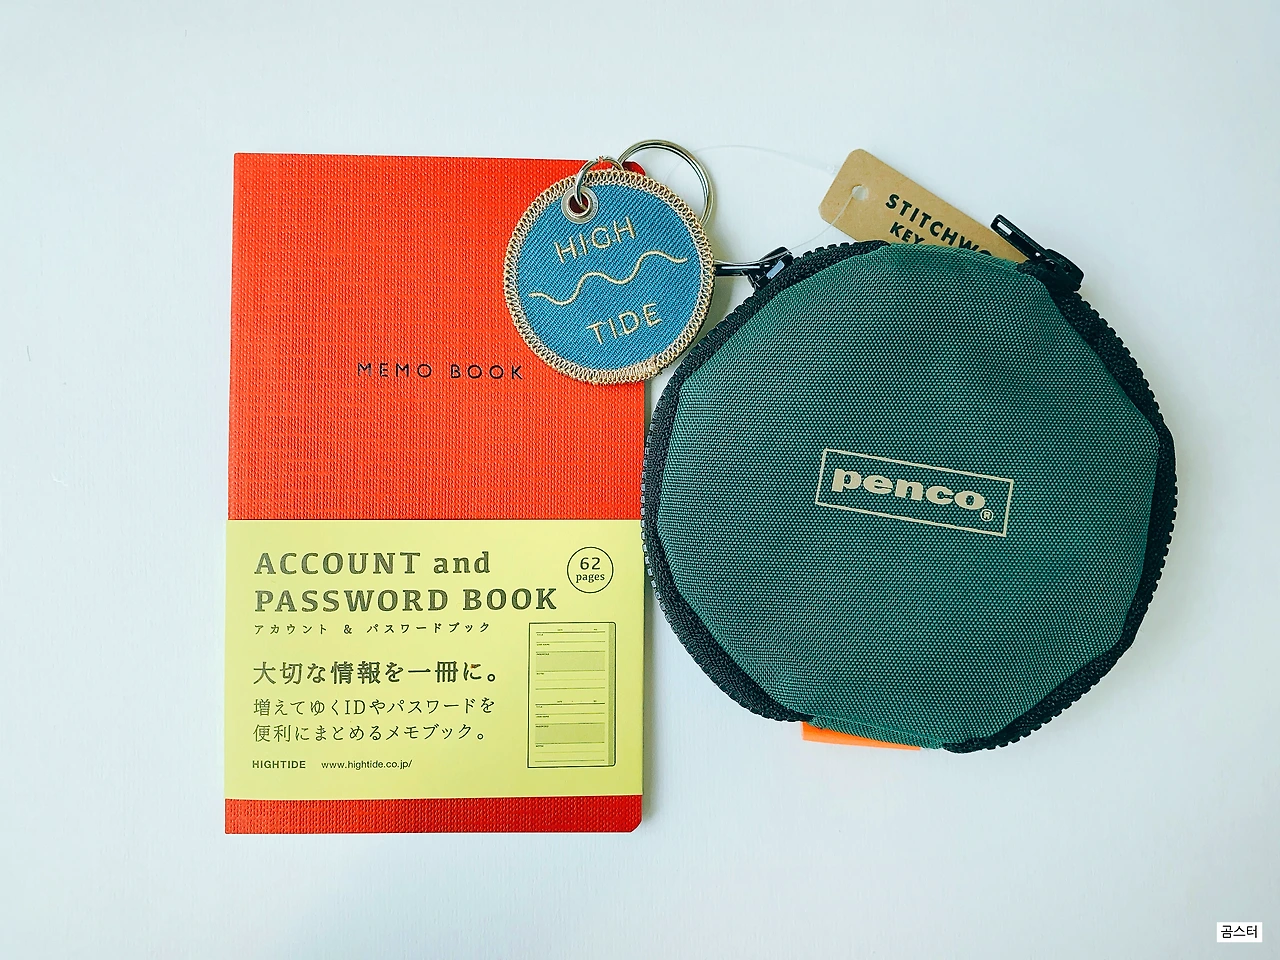 MEMO BOOK
ACCOUNT and
PASSWORD BOOK
62
pages
アカウント & パスワードブック
大切な情報を一冊に。
増えてゆくIDやパスワードを
便利にまとめるメモブック。
HIGHTIDE www.hightide.co.jp/
HIGH
TIDE
KEY
penco®
곰스터